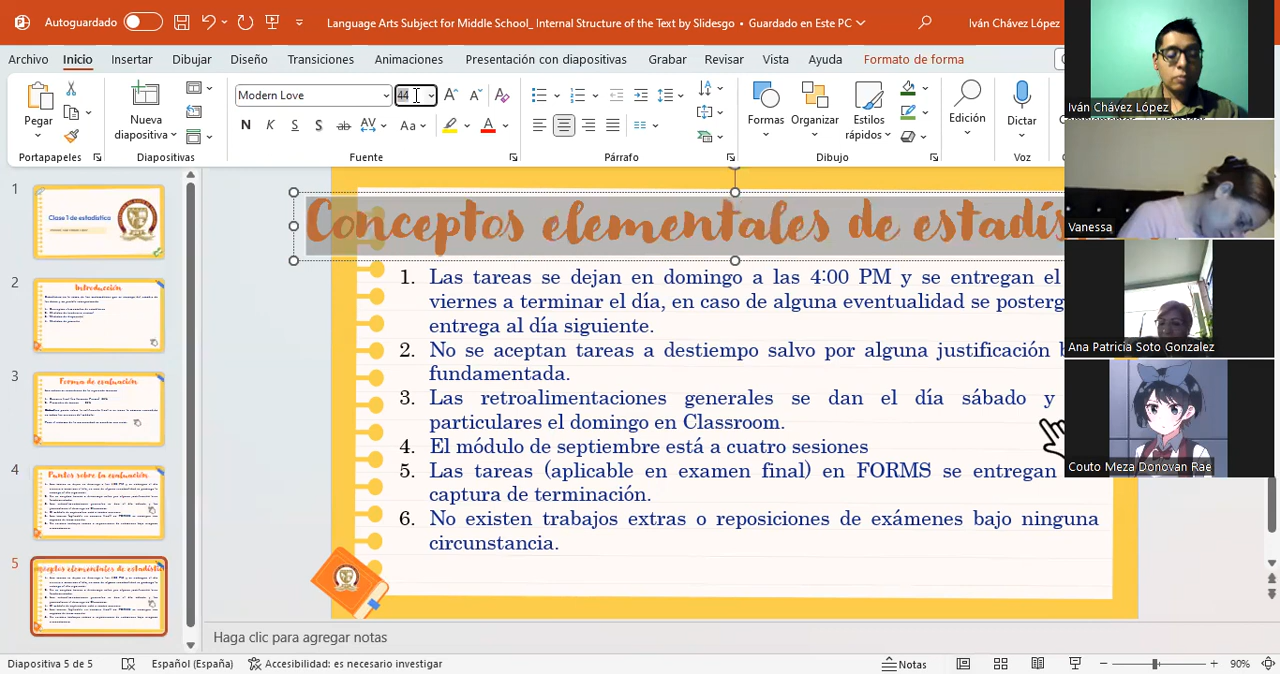 Autoguardado
Language Arts Subject for Middle School_ Internal Structure of the Text by Slidesgo • Guardado en Este PC
Iván Chávez López
Archivo Inicio Insertar Dibujar Diseño Transiciones Animaciones Presentación con diapositivas Grabar Revisar Vista Ayuda Formato de forma
Modern Love 44
Pegar
Nueva diapositiva
Formas Organizar Estilos rápidos
Edición
Dictar
Portapapeles Diapositivas Fuente Párrafo Dibujo Voz
Iván Chávez López
Vanessa
Ana Patricia Soto Gonzalez
Couto Meza Donovan Rae
1
Clase 1 de estadística
2
Introducción
3
Forma de evaluación
4
Puntos sobre la evaluación
5
Conceptos elementales de
1. Las tareas se dejan en domingo a las 4:00 PM y se entregan el
viernes a terminar el día, en caso de alguna eventualidad se
entrega al día siguiente.
2. No se aceptan tareas a destiempo salvo por alguna justificación
fundamentada.
3. Las retroalimentaciones generales se dan el día sábado y
particulares el domingo en Classroom.
4. El módulo de septiembre está a cuatro sesiones
5. Las tareas (aplicable en examen final) en FORMS se entregan
captura de terminación.
6. No existen trabajos extras o reposiciones de exámenes bajo ninguna
circunstancia.
Haga clic para agregar notas
Diapositiva 5 de 5 Español (España) Accesibilidad: es necesario investigar Notas 90%